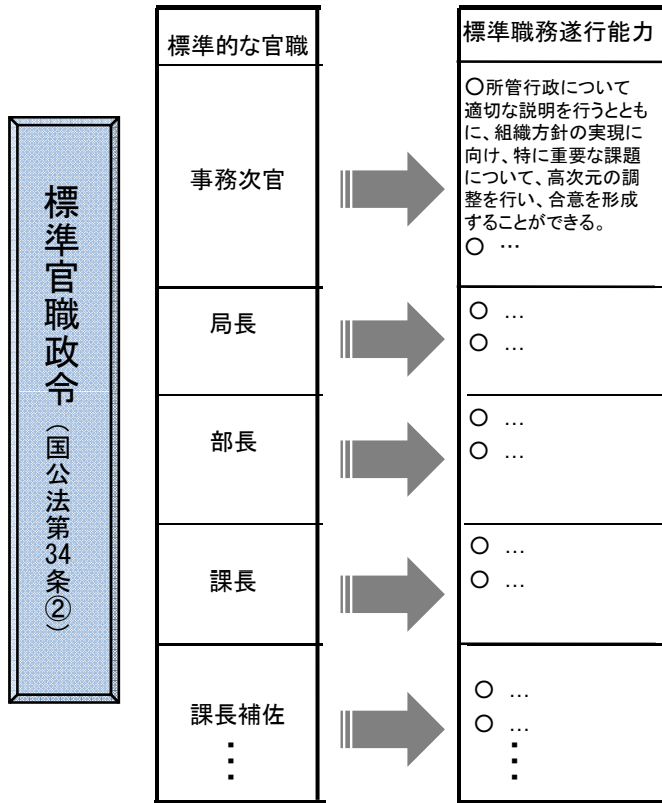 標準官職政令（国公法第34条②）
標準的な官職
標準職務遂行能力
事務次官
〇所管行政について
適切な説明を行うととも
に、組織方針の実現に
向け、特に重要な課題
について、高次元の調
整を行い、合意を形成
することができる。
〇 …
局長
〇 …
〇 …
部長
〇 …
〇 …
課長
〇 …
〇 …
課長補佐
・
・
・
〇 …
〇 …
・
・
・